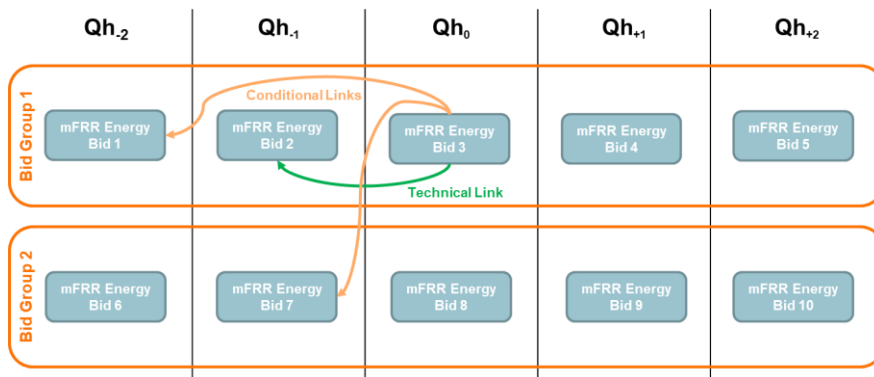 Qh-2 Qh-1 Qh0 Qh+1 Qh+2
Bid Group 1
Conditional Links
mFRR Energy
Bid 1
mFRR Energy
Bid 2
mFRR Energy
Bid 3
mFRR Energy
Bid 4
mFRR Energy
Bid 5
Technical Link
Bid Group 2
mFRR Energy
Bid 6
mFRR Energy
Bid 7
mFRR Energy
Bid 8
mFRR Energy
Bid 9
mFRR Energy
Bid 10